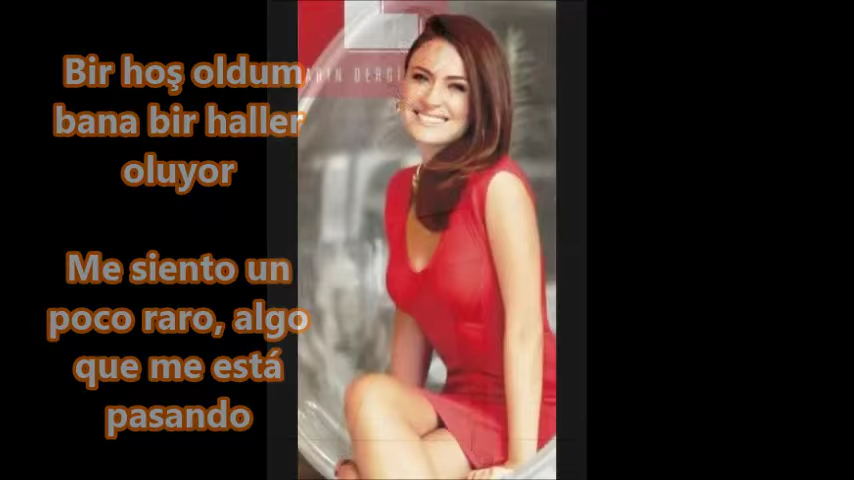 Bir hoş oldum
bana bir haller
oluyor
Me siento un
poco raro, algo
que me está
pasando